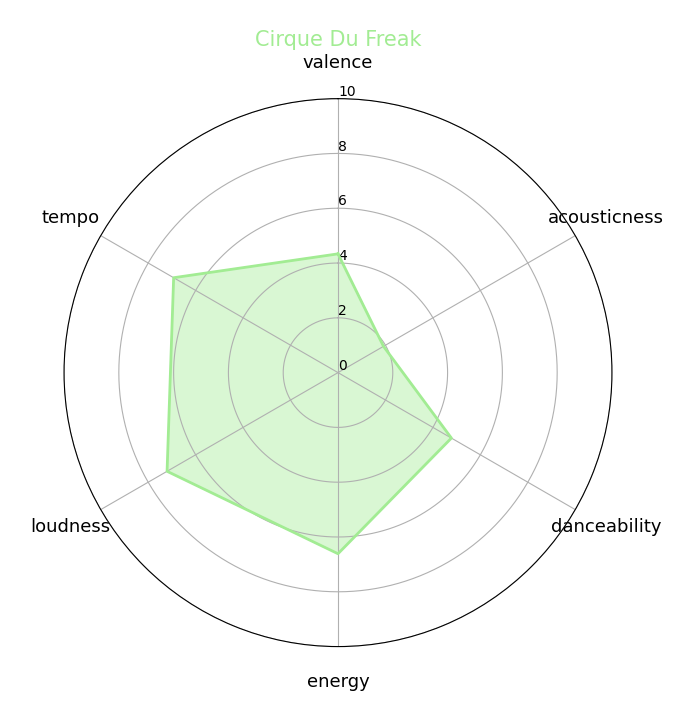 Cirque Du Freak
valence
10
8
tempo
6
acousticness
4
2
0
loudness
danceability
energy